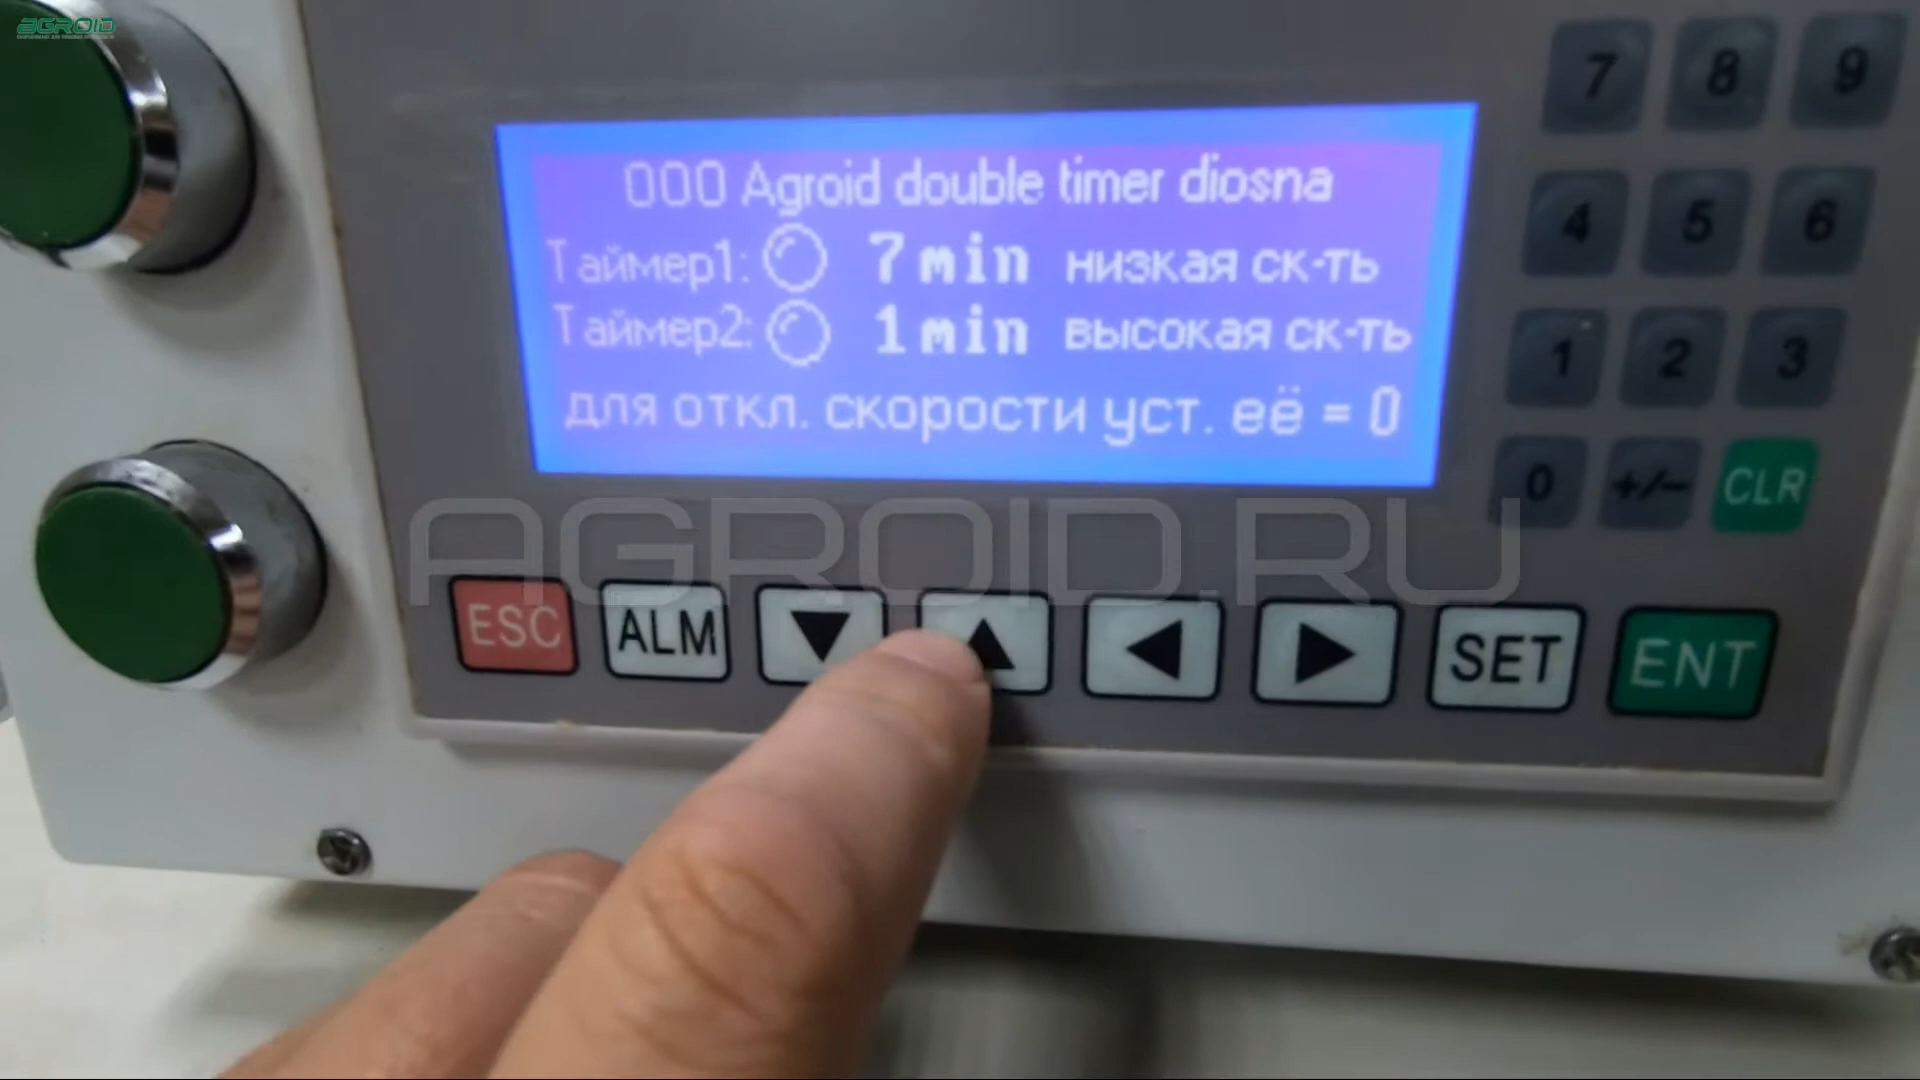 AGROID
000 Agroid double timer diosna
Таймер1: 7 min низкая ск-ть
Таймер2: 1 min высокая ск-ть
для откл. скорости уст. её = 0
7 8 9
4 5 6
1 2 3
0 +/- CLR
AGROID.RU
ESC ALM SET ENT